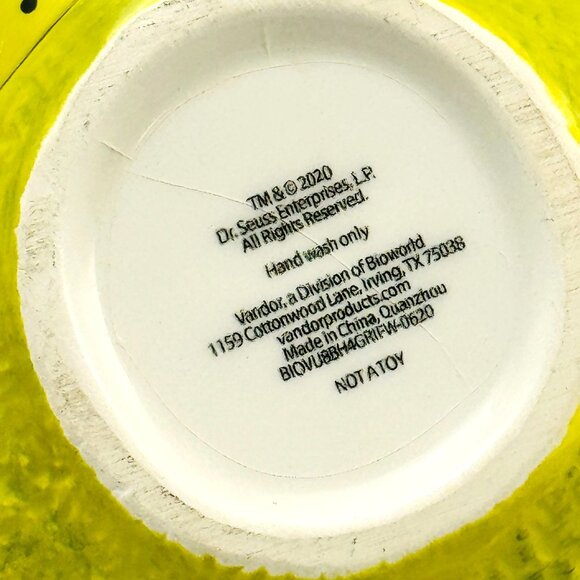 TM & © 2020
Dr. Seuss Enterprises, L.P.
All Rights Reserved.
Hand wash only
Vandor, a Division of Bioworld
1159 Cottonwood Lane, Irving, TX 75038
vandorproducts.com
Made in China, Quanzhou
BIOVU8BH4GRIFW-0620
NOT A TOY